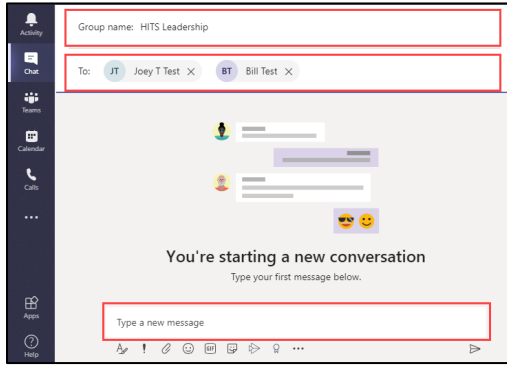 Activity
Chat
Teams
Calendar
Calls
Apps
Help
Group name: HITS Leadership
To: JT Joey T Test BT Bill Test
You're starting a new conversation
Type your first message below.
Type a new message
GIF